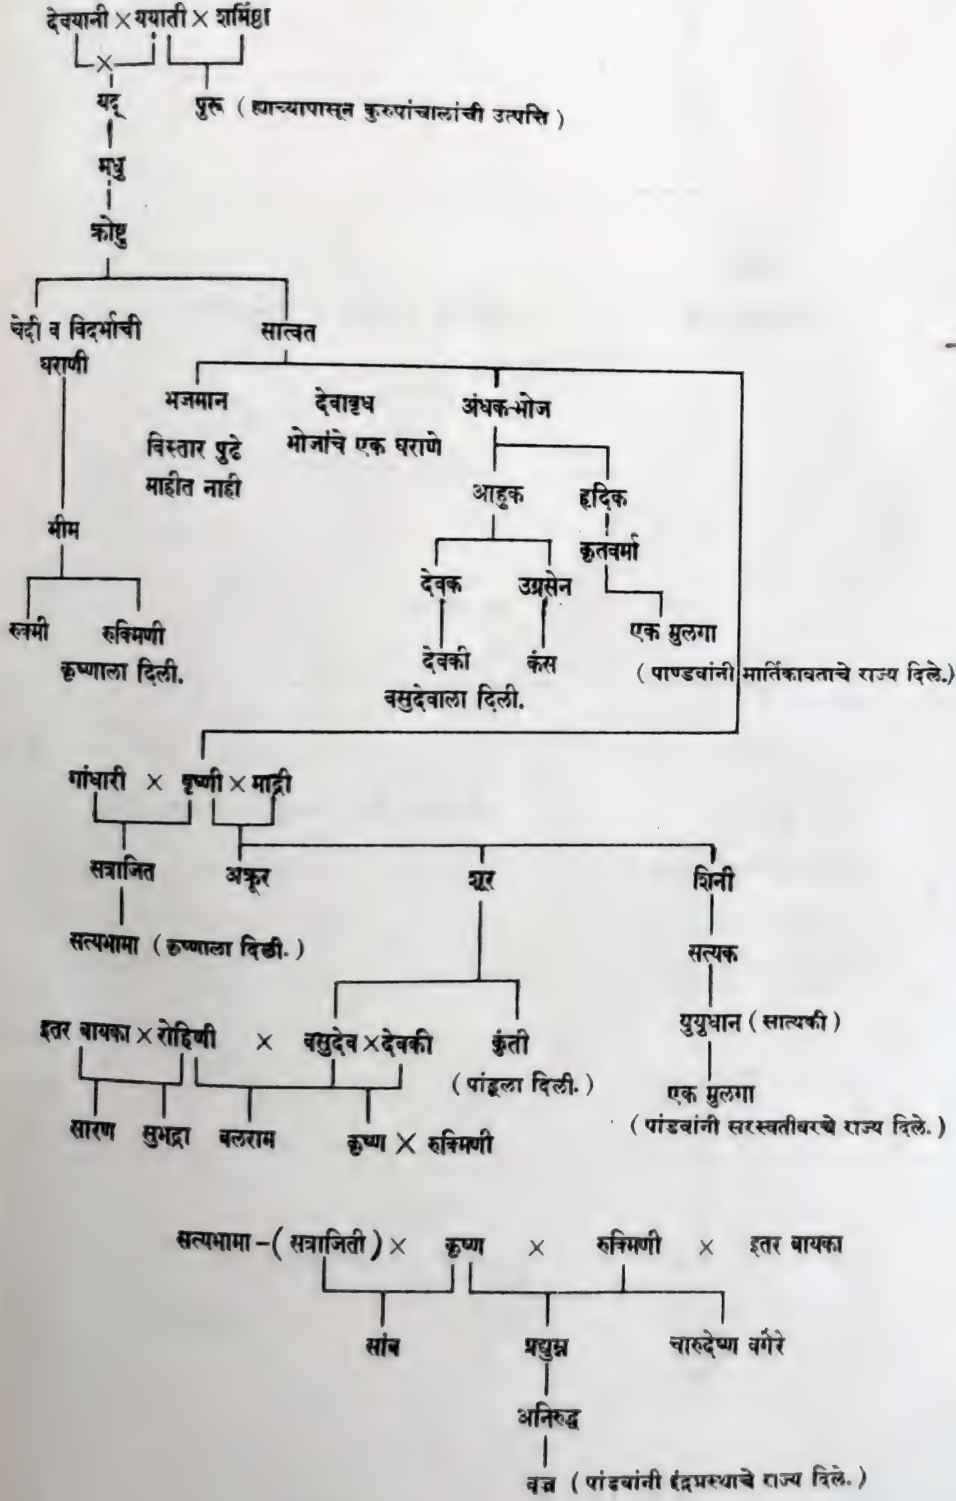 देवयानी × ययाती × शर्मिष्ठा
×
यदू पुरू ( ह्याच्यापासून कुरुपांचालांची उत्पत्ति )
मधु
क्रोष्टु
चेदी व विदर्भाची सात्वत
घराणी
भजमान देवावृध अंधक-भोज
विस्तार पुढे भोजांचे एक घराणे
माहीत नाही आहुक हृदिक
भीम कृतवर्मा
देवक उग्रसेन
रुक्मी रुक्मिणी एक मुलगा
कृष्णाला दिली. देवकी कंस ( पाण्डवांनी मार्तिकावताचे राज्य दिले. )
वसुदेवाला दिली.
गांधारी × वृष्णी × माद्री
सत्राजित अक्रूर शूर शिनी
सत्यभामा ( कृष्णाला दिली. ) सत्यक
इतर बायका × रोहिणी × वसुदेव × देवकी कुंती युयुधान ( सात्यकी )
( पांडूला दिली. ) एक मुलगा
सारण सुभद्रा बलराम कृष्ण × रुक्मिणी ( पांडवांनी सरस्वतीवरचे राज्य दिले. )
सत्यभामा – ( सत्राजिती ) × कृष्ण × रुक्मिणी × इतर बायका
सांब प्रद्युम्न चारुदेष्ण वगैरे
अनिरुद्ध
वज्र ( पांडवांनी इंद्रप्रस्थाचे राज्य दिले. )